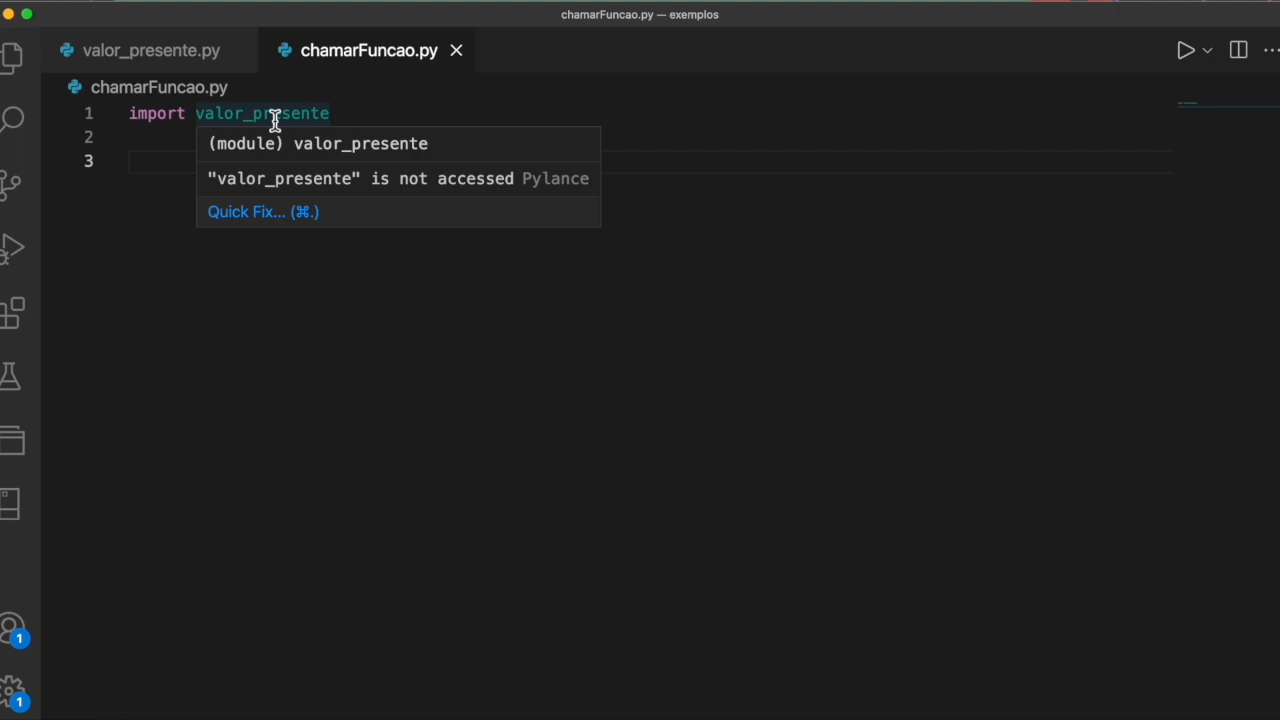 chamarFuncao.py — exemplos
valor_presente.py
chamarFuncao.py
chamarFuncao.py
1 import valor_presente
2
3
(module) valor_presente
"valor_presente" is not accessed Pylance
Quick Fix... (⌘.)
1
1